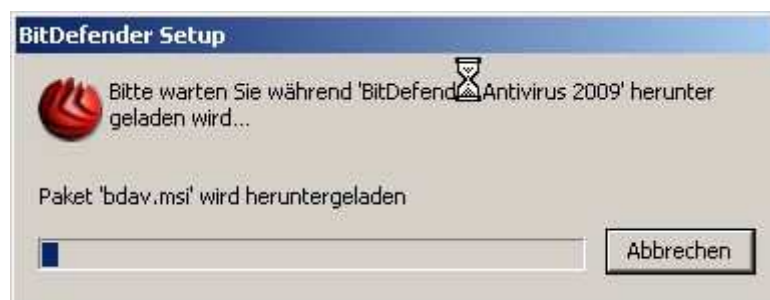 BitDefender Setup
Bitte warten Sie während 'BitDefend Antivirus 2009' herunter
geladen wird...
Paket 'bdav.msi' wird heruntergeladen
Abbrechen